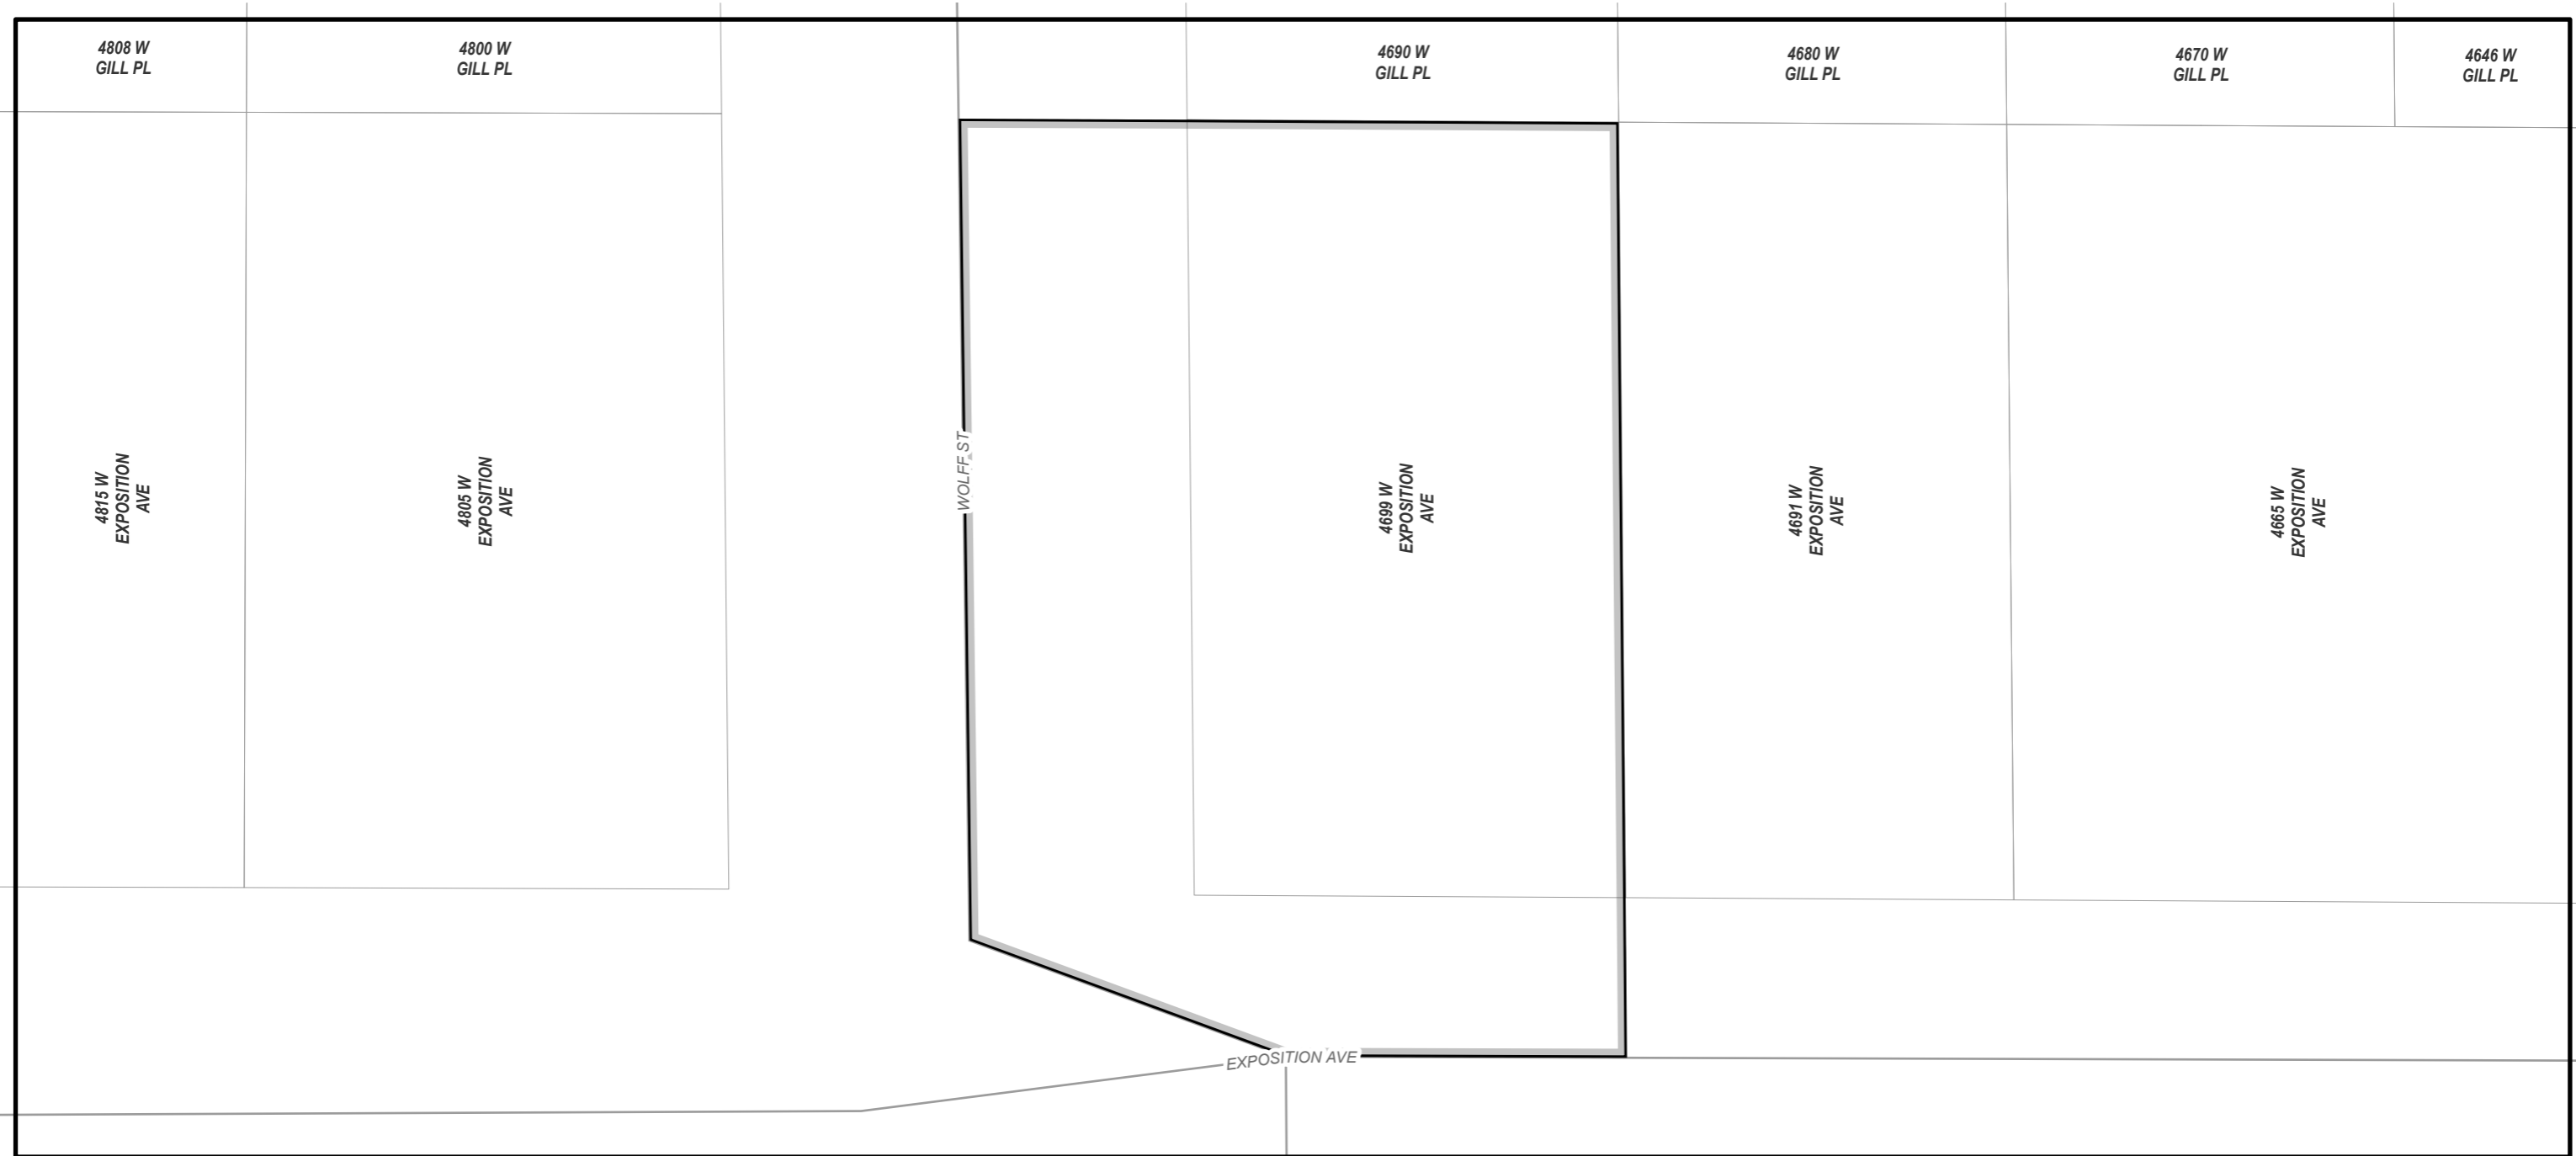 4808 W
GILL PL
4800 W
GILL PL
4690 W
GILL PL
4680 W
GILL PL
4670 W
GILL PL
4646 W
GILL PL
4815 W
EXPOSITION
AVE
4805 W
EXPOSITION
AVE
WOLFF ST
4699 W
EXPOSITION
AVE
4691 W
EXPOSITION
AVE
4665 W
EXPOSITION
AVE
EXPOSITION AVE